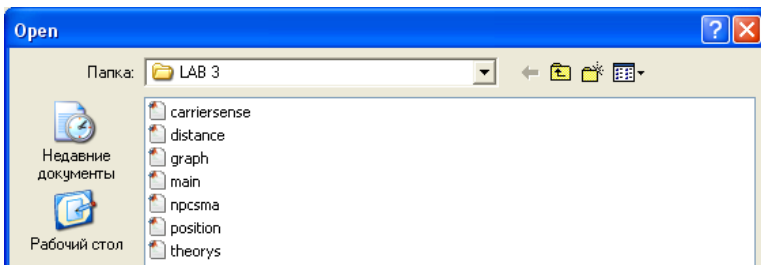 Open
Папка: LAB 3
carriersense
distance
graph
main
npcsma
position
theorys
Недавние
документы
Рабочий стол